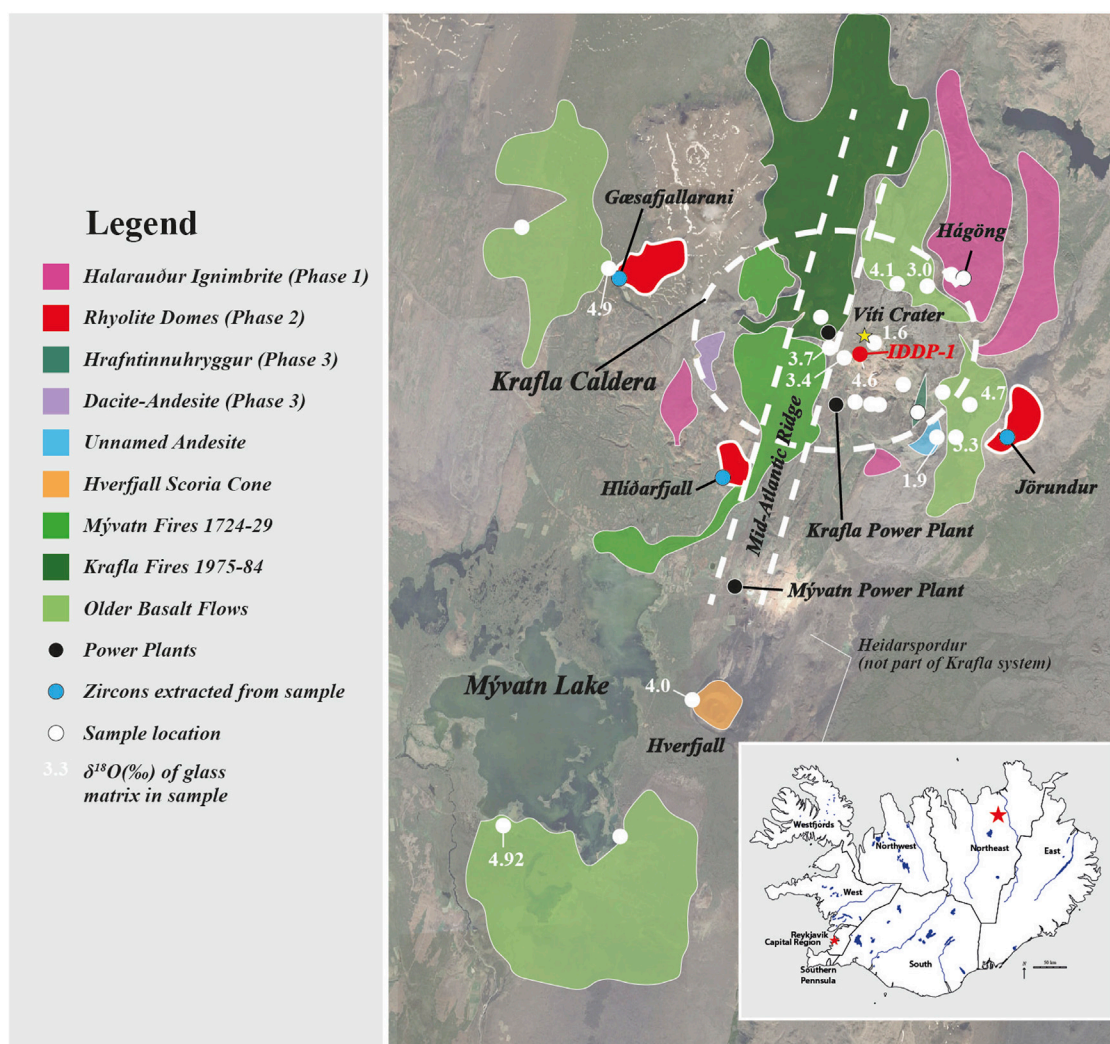 Legend
Halarauður Ignimbrite (Phase 1)
Rhyolite Domes (Phase 2)
Hrafntinnuhryggur (Phase 3)
Dacite-Andesite (Phase 3)
Unnamed Andesite
Hverfjall Scoria Cone
Mývatn Fires 1724-29
Krafla Fires 1975-84
Older Basalt Flows
Power Plants
Zircons extracted from sample
Sample location
3.3 δ¹⁸O(‰) of glass
matrix in sample
Gæsafjallarani
4.9
Hágöng
4.1
3.0
Víti Crater
1.6
IDDP-1
3.7
3.4
4.6
Krafla Caldera
4.7
3.3
1.9
Jörundur
Hlíðarfjall
Mid-Atlantic Ridge
Krafla Power Plant
Mývatn Power Plant
Heidarspordur
(not part of Krafla system)
Mývatn Lake
4.0
Hverfjall
4.92
Westfjords
Northwest
Northeast
East
West
Reykjavik
Capital Region
Southern
Pennsula
South
50 km